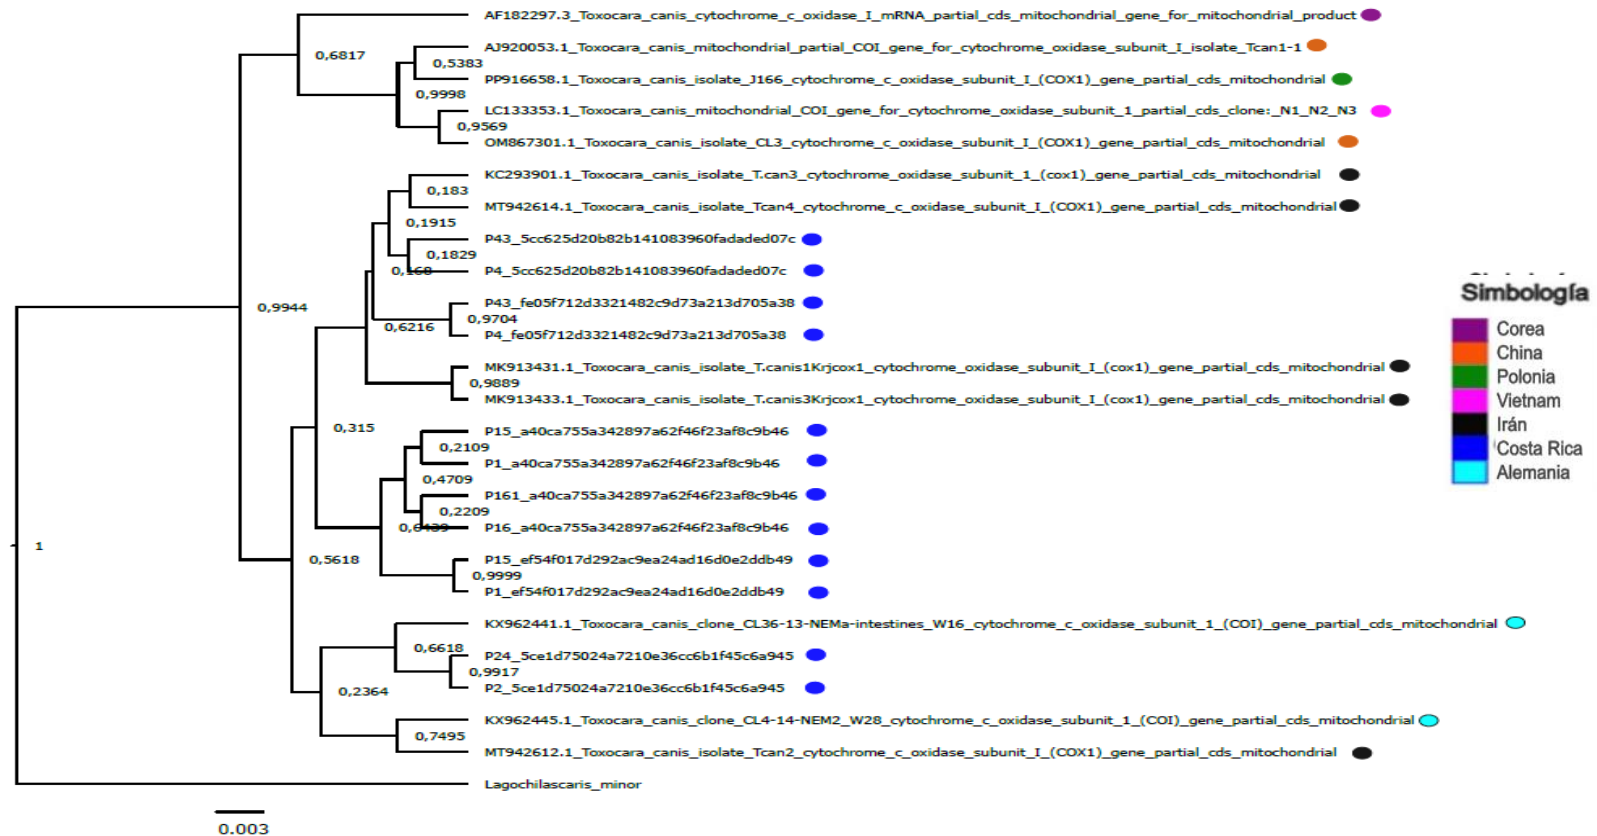 AF182297.3_Toxocara_canis_cytochrome_c_oxidase_I_mRNA_partial_cds_mitochondrial_gene_for_mitochondrial_product
0,6817
AJ920053.1_Toxocara_canis_mitochondrial_partial_COI_gene_for_cytochrome_oxidase_subunit_I_isolate_Tcan1-1
0,5383
PP916658.1_Toxocara_canis_isolate_J166_cytochrome_c_oxidase_subunit_I_(COX1)_gene_partial_cds_mitochondrial
0,9998
LC133353.1_Toxocara_canis_mitochondrial_COI_gene_for_cytochrome_oxidase_subunit_1_partial_cds_clone:_N1_N2_N3
0,9569
OM867301.1_Toxocara_canis_isolate_CL3_cytochrome_c_oxidase_subunit_I_(COX1)_gene_partial_cds_mitochondrial
KC293901.1_Toxocara_canis_isolate_T.can3_cytochrome_oxidase_subunit_1_(cox1)_gene_partial_cds_mitochondrial
0,183
MT942614.1_Toxocara_canis_isolate_Tcan4_cytochrome_c_oxidase_subunit_I_(COX1)_gene_partial_cds_mitochondrial
0,1915
P43_5cc625d20b82b141083960fadaded07c
0,1829
P4_5cc625d20b82b141083960fadaded07c
0,168
P43_fe05f712d3321482c9d73a213d705a38
0,9944
0,9704
0,6216
P4_fe05f712d3321482c9d73a213d705a38
MK913431.1_Toxocara_canis_isolate_T.canis1Krjcox1_cytochrome_oxidase_subunit_I_(cox1)_gene_partial_cds_mitochondrial
0,9889
MK913433.1_Toxocara_canis_isolate_T.canis3Krjcox1_cytochrome_oxidase_subunit_I_(cox1)_gene_partial_cds_mitochondrial
0,315
P15_a40ca755a342897a62f46f23af8c9b46
0,2109
P1_a40ca755a342897a62f46f23af8c9b46
0,4709
P161_a40ca755a342897a62f46f23af8c9b46
0,2209
P16_a40ca755a342897a62f46f23af8c9b46
0,6439
1
0,5618
P15_ef54f017d292ac9ea24ad16d0e2ddb49
0,9999
P1_ef54f017d292ac9ea24ad16d0e2ddb49
KX962441.1_Toxocara_canis_clone_CL36-13-NEMa-intestines_W16_cytochrome_c_oxidase_subunit_1_(COI)_gene_partial_cds_mitochondrial
0,6618
P24_5ce1d75024a7210e36cc6b1f45c6a945
0,9917
P2_5ce1d75024a7210e36cc6b1f45c6a945
0,2364
KX962445.1_Toxocara_canis_clone_CL4-14-NEM2_W28_cytochrome_c_oxidase_subunit_1_(COI)_gene_partial_cds_mitochondrial
0,7495
MT942612.1_Toxocara_canis_isolate_Tcan2_cytochrome_c_oxidase_subunit_I_(COX1)_gene_partial_cds_mitochondrial
Lagochilascaris_minor
0.003
Simbología
Corea
China
Polonia
Vietnam
Irán
Costa Rica
Alemania